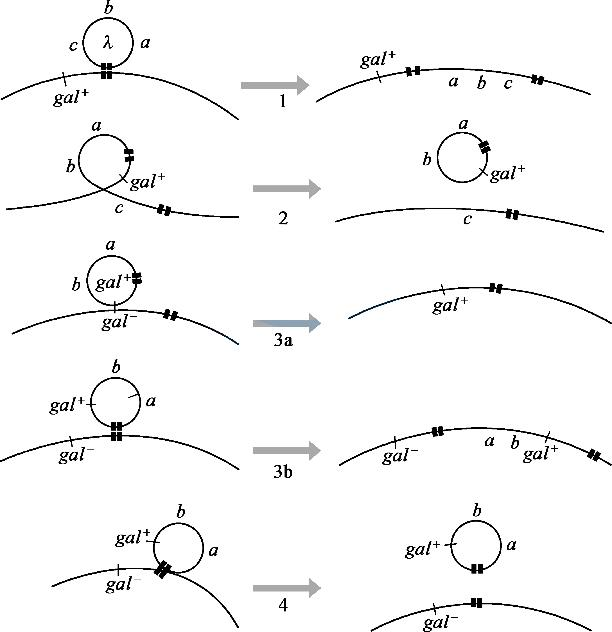 b
c λ a
gal+ gal+ a b c
1
a a
b gal+ b gal+
c c
2
a
b gal+
gal− gal+
3a
b
gal+ a
gal− gal− a b gal+
3b
b b
gal+ a gal+ a
gal− gal−
4